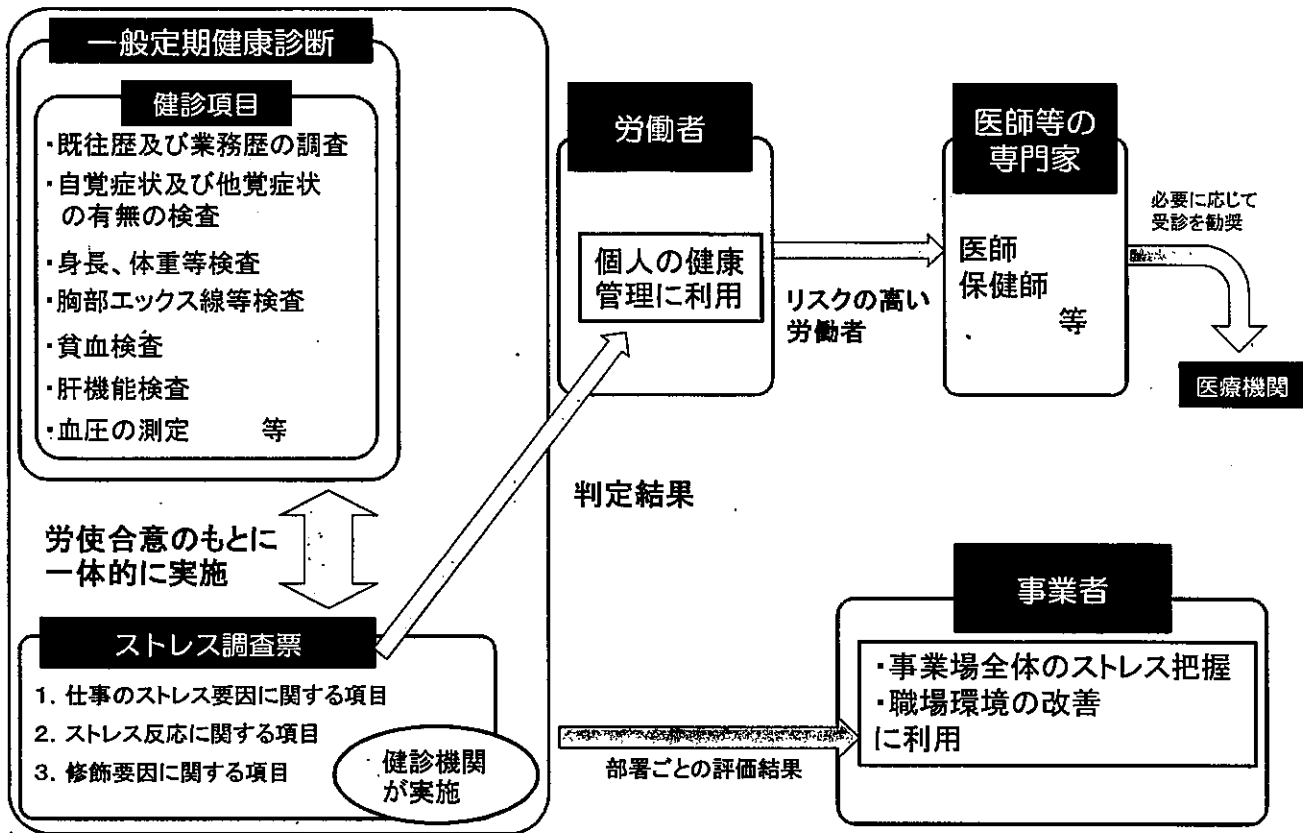 一般定期健康診断
健診項目
・既往歴及び業務歴の調査
・自覚症状及び他覚症状
の有無の検査
・身長、体重等検査
・胸部エックス線等検査
・貧血検査
・肝機能検査
・血圧の測定 等
労使合意のもとに
一体的に実施
ストレス調査票
1. 仕事のストレス要因に関する項目
2. ストレス反応に関する項目
3. 修飾要因に関する項目
健診機関
が実施
労働者
個人の健康
管理に利用
リスクの高い
労働者
医師等の
専門家
医師
保健師
等
必要に応じて
受診を勧奨
医療機関
判定結果
部署ごとの評価結果
事業者
・事業場全体のストレス把握
・職場環境の改善
に利用